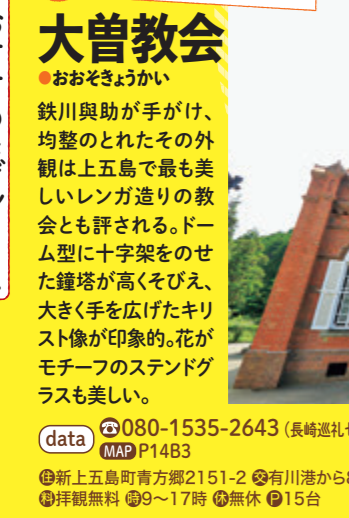 大曽教会
●おおそきょうかい
鉄川與助が手がけ、
均整のとれたその外
観は上五島で最も美
しいレンガ造りの教
会とも評される。ドー
ム型に十字架をのせ
た鐘塔が高くそびえ、
大きく手を広げたキリ
スト像が印象的。花が
モチーフのステンドグ
ラスも美しい。
data ☎080-1535-2643(長崎巡礼
MAP P14B3
住新上五島町青方郷2151-2 交有川港から
料拝観無料 時9~17時 休無休 P15台